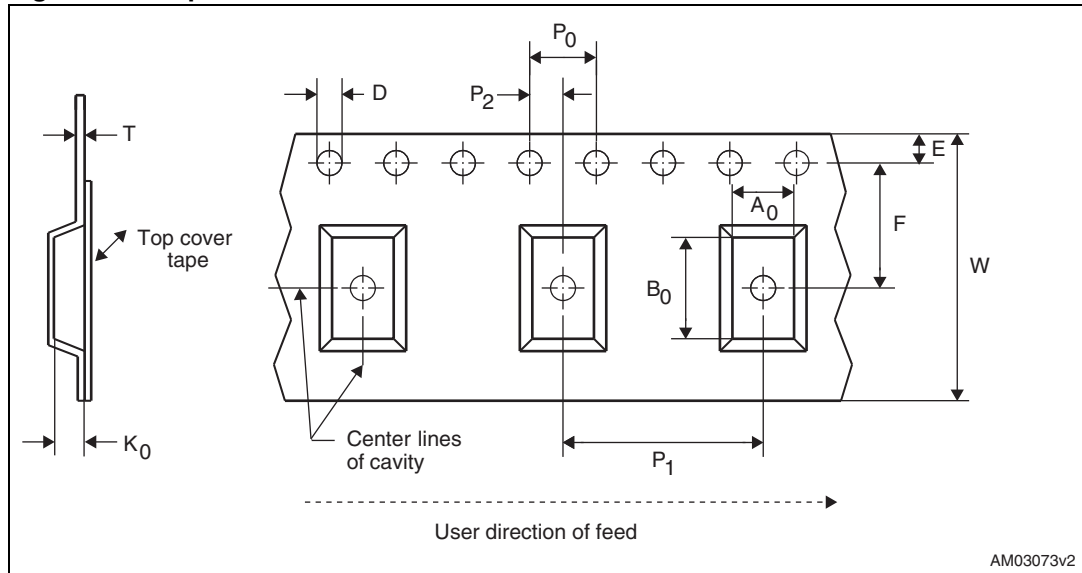 P0
D
P2
T
E
A0
F
Top cover
tape
W
B0
K0
Center lines
of cavity
P1
User direction of feed
AM03073v2